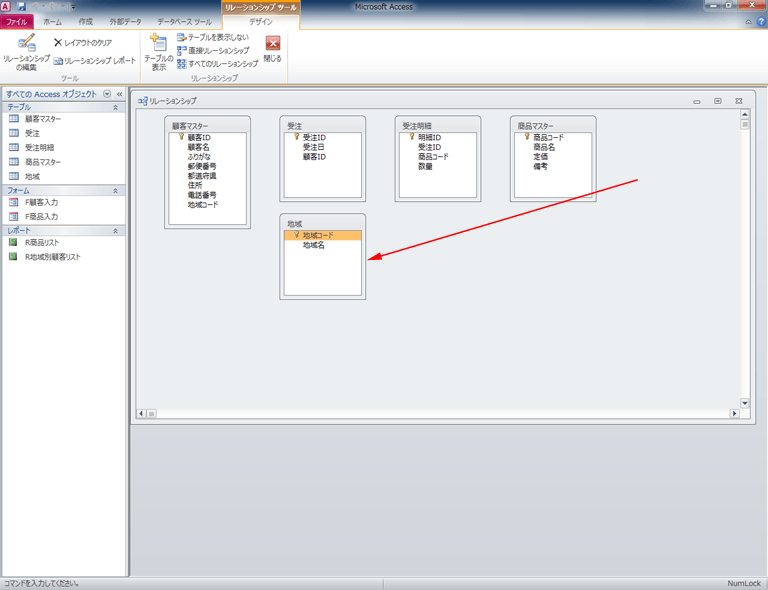 リレーションシップ ツール
Microsoft Access
ファイル ホーム 作成 外部データ データベース ツール デザイン
リレーションシップの編集
レイアウトのクリア
リレーションシップ レポート
ツール
テーブルの表示
テーブルを表示しない
直接リレーションシップ
すべてのリレーションシップ
閉じる
リレーションシップ
すべての Access オブジェクト
テーブル
顧客マスター
受注
受注明細
商品マスター
地域
フォーム
F顧客入力
F商品入力
レポート
R商品リスト
R地域別顧客リスト
リレーションシップ
顧客マスター
顧客ID
顧客名
ふりがな
郵便番号
都道府県
住所
電話番号
地域コード
受注
受注ID
受注日
顧客ID
受注明細
明細ID
受注ID
商品コード
数量
商品マスター
商品コード
商品名
定価
備考
地域
地域コード
地域名
コマンドを入力してください。
NumLock